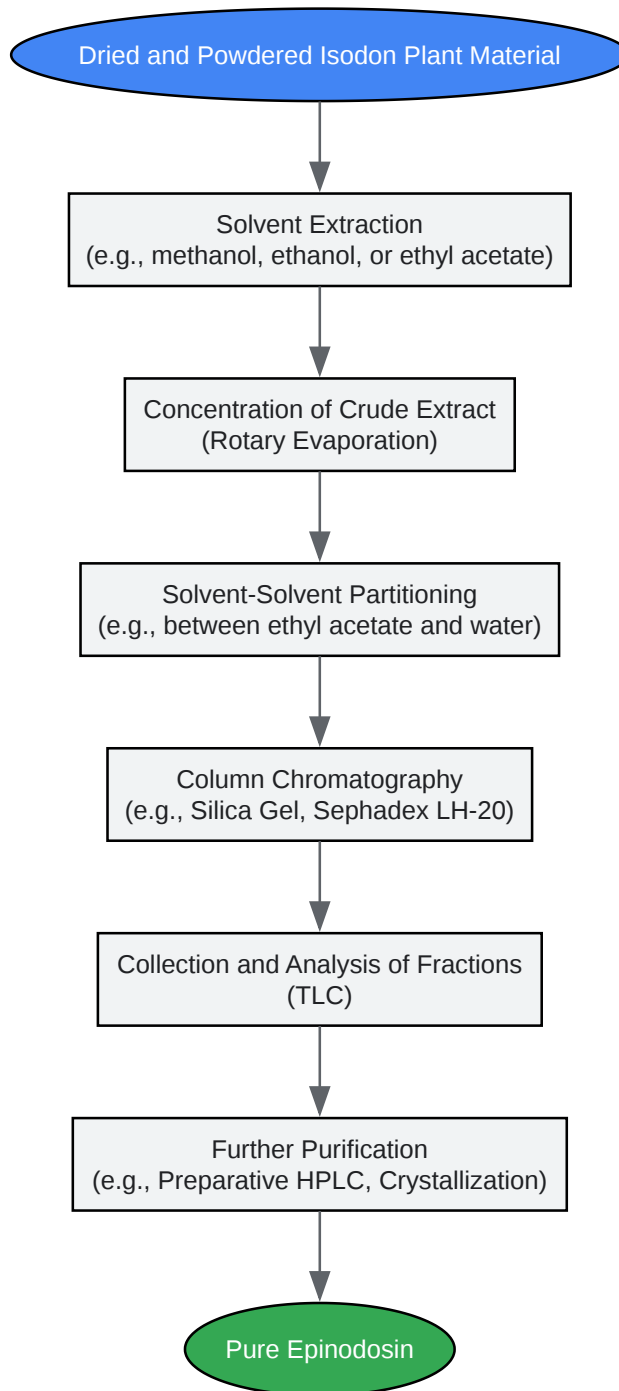 Dried and Powdered Isodon Plant Material
Solvent Extraction
(e.g., methanol, ethanol, or ethyl acetate)
Concentration of Crude Extract
(Rotary Evaporation)
Solvent-Solvent Partitioning
(e.g., between ethyl acetate and water)
Column Chromatography
(e.g., Silica Gel, Sephadex LH-20)
Collection and Analysis of Fractions
(TLC)
Further Purification
(e.g., Preparative HPLC, Crystallization)
Pure Epinodosin